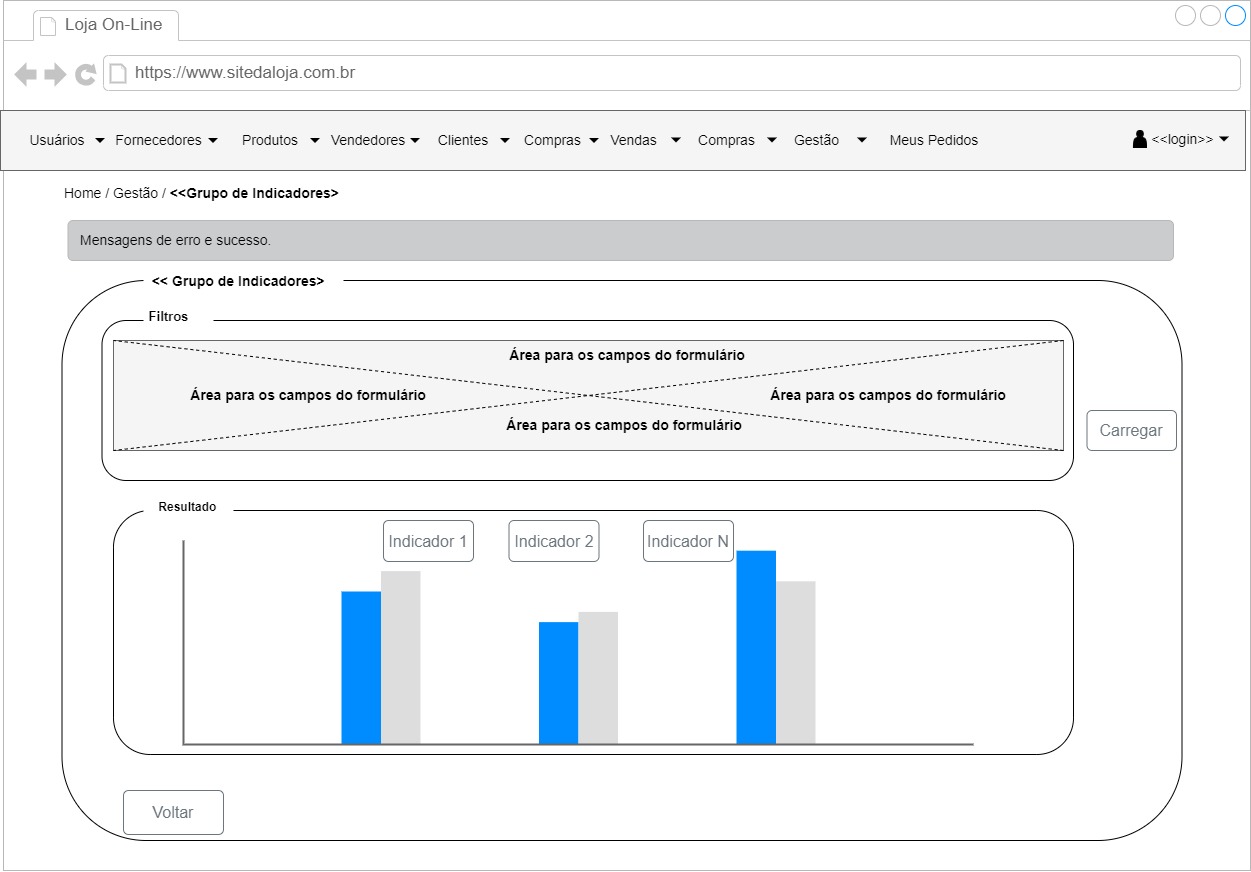 Loja On-Line
https://www.sitedaloja.com.br
Usuários Fornecedores Produtos Vendedores Clientes Compras Vendas Compras Gestão Meus Pedidos <<login>>
Home / Gestão / <<Grupo de Indicadores>
Mensagens de erro e sucesso.
<< Grupo de Indicadores>
Filtros
Área para os campos do formulário
Área para os campos do formulário Área para os campos do formulário
Área para os campos do formulário
Carregar
Resultado
Indicador 1 Indicador 2 Indicador N
Voltar